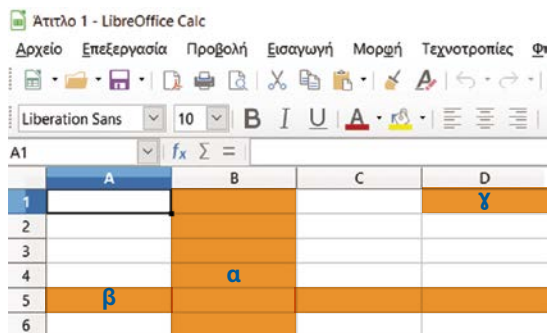 Άτιτλο 1 - LibreOffice Calc
Αρχείο Επεξεργασία Προβολή Εισαγωγή Μορφή Τεχνοτροπίες
Liberation Sans 10 B I U A
A1 fx Σ =
A B C D
1 γ
2
3
4 α
5 β
6